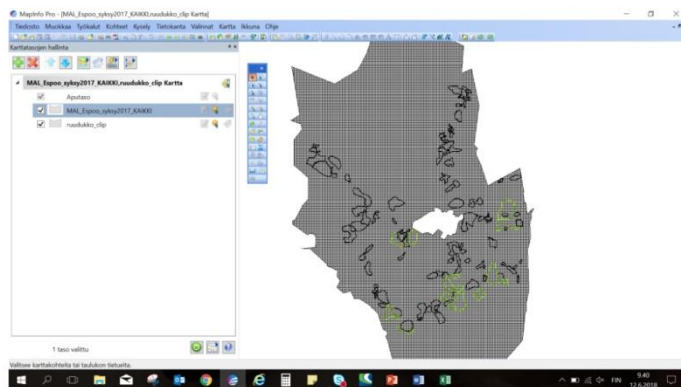 MapInfo Pro - [MAL_Espoo_syksy2017_KAIKKI,ruudukko_clip Kartta]
Tiedosto Muokkaa Työkalut Kohteet Kysely Tietokanta Valinnat Kartta Ikkuna Ohje
Karttatasojen hallinta
MAL_Espoo_syksy2017_KAIKKI,ruudukko_clip Kartta
Aputaso
MAL_Espoo_syksy2017_KAIKKI
ruudukko_clip
1 taso valittu
Valitsee karttakohteita tai taulukon tietueita.
FIN
9.40
12.6.2018